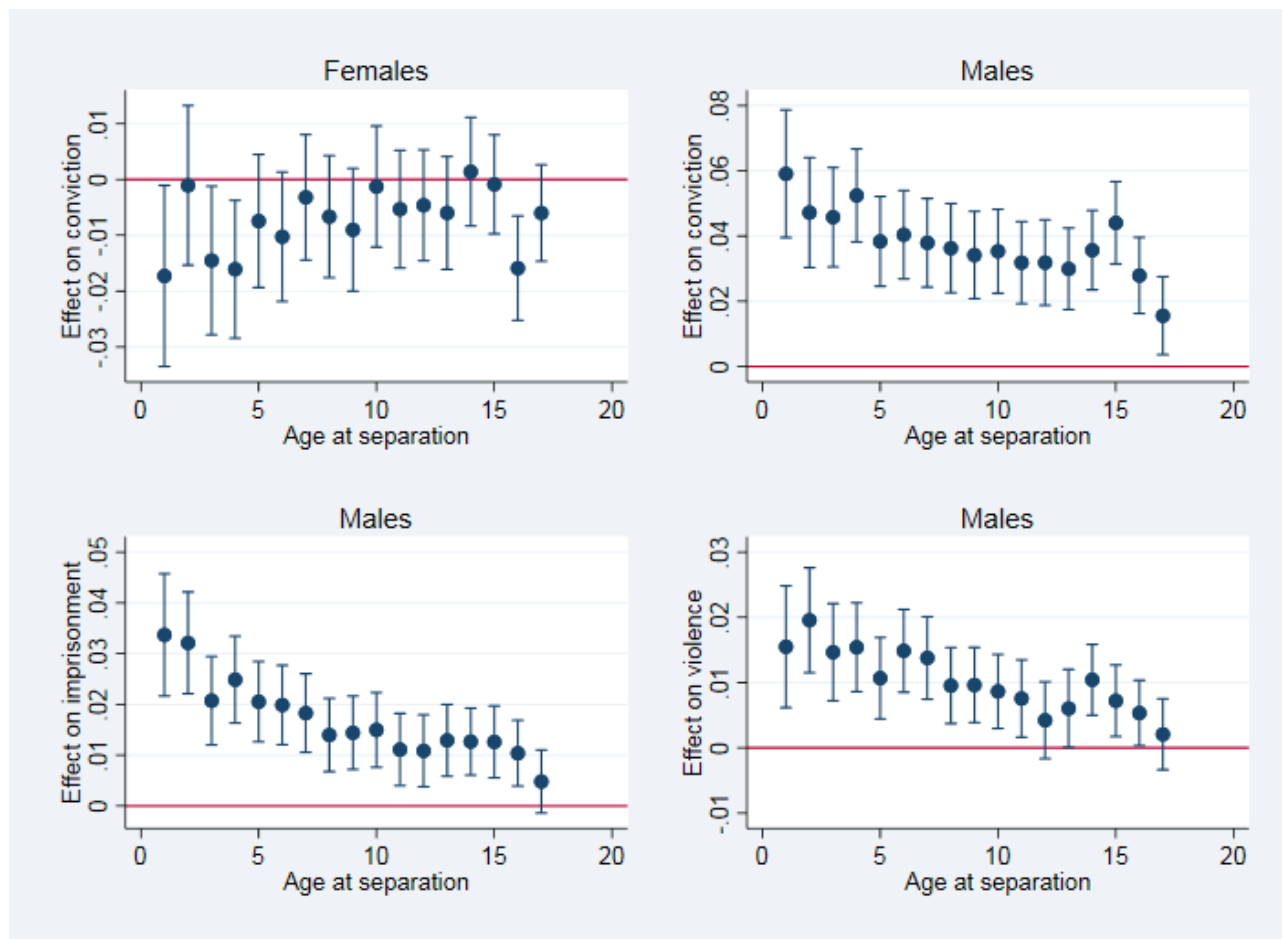 Females
Effect on conviction
.01
0
-.01
-.02
-.03
0 5 10 15 20
Age at separation
Males
Effect on conviction
.08
.06
.04
.02
0
0 5 10 15 20
Age at separation
Males
Effect on imprisonment
.05
.04
.03
.02
.01
0
0 5 10 15 20
Age at separation
Males
Effect on violence
.03
.02
.01
0
-.01
0 5 10 15 20
Age at separation